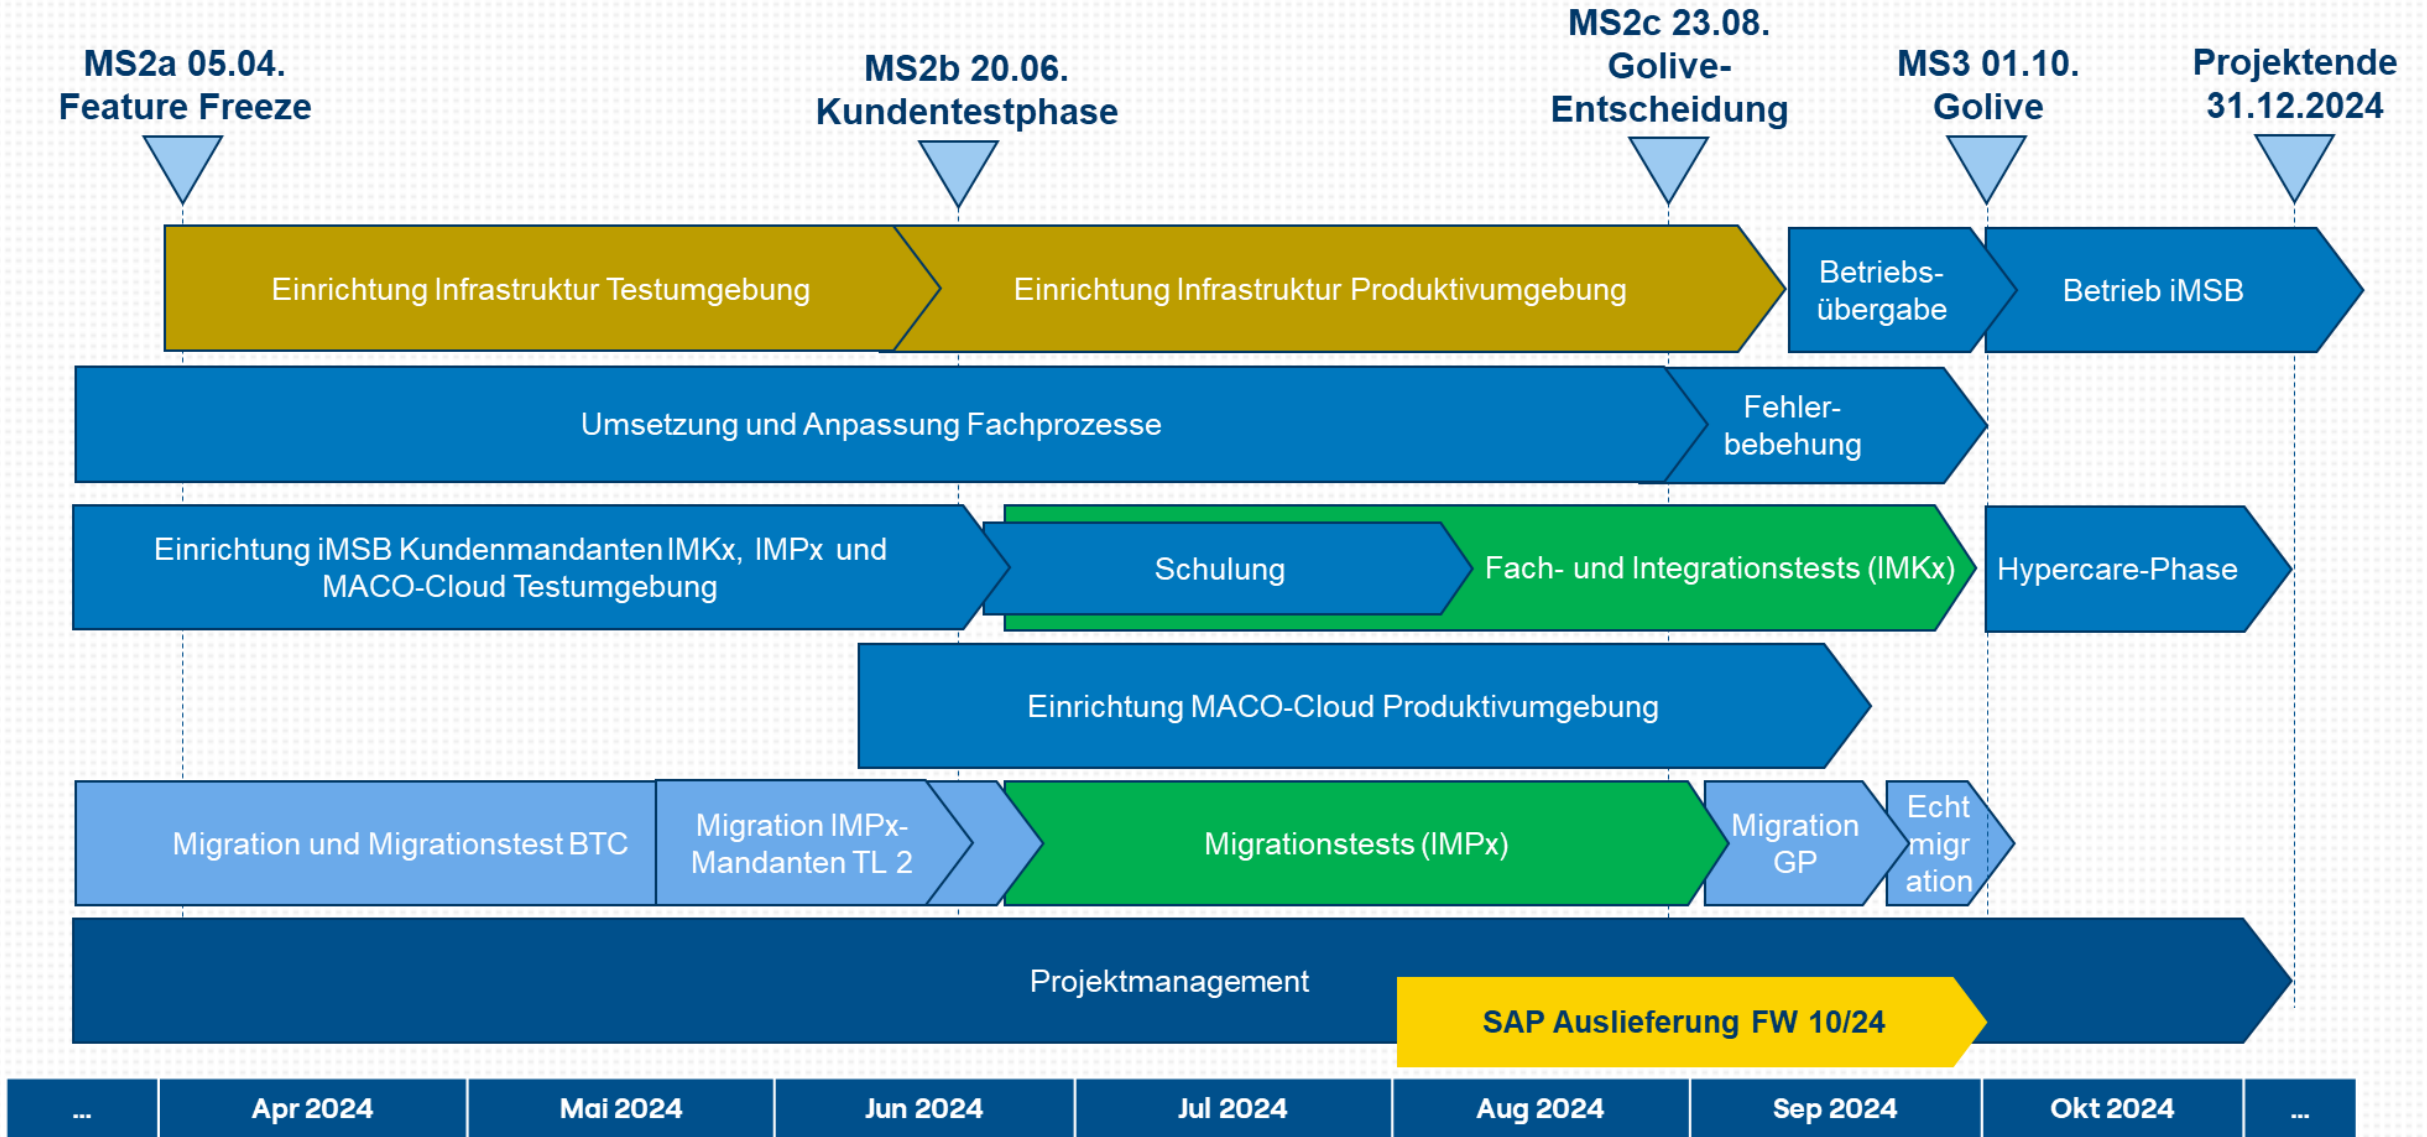 MS2a 05.04.
Feature Freeze
MS2b 20.06.
Kundentestphase
MS2c 23.08.
Golive-
Entscheidung
MS3 01.10.
Golive
Projektende
31.12.2024
Einrichtung Infrastruktur Testumgebung
Einrichtung Infrastruktur Produktivumgebung
Betriebs-
übergabe
Betrieb iMSB
Umsetzung und Anpassung Fachprozesse
Fehler-
bebehung
Einrichtung iMSB Kundenmandanten IMKx, IMPx und
MACO-Cloud Testumgebung
Schulung
Fach- und Integrationstests (IMKx)
Hypercare-Phase
Einrichtung MACO-Cloud Produktivumgebung
Migration und Migrationstest BTC
Migration IMPx-
Mandanten TL 2
Migrationstests (IMPx)
Migration
GP
Echt
migr
ation
Projektmanagement
SAP Auslieferung FW 10/24
...
Apr 2024
Mai 2024
Jun 2024
Jul 2024
Aug 2024
Sep 2024
Okt 2024
...